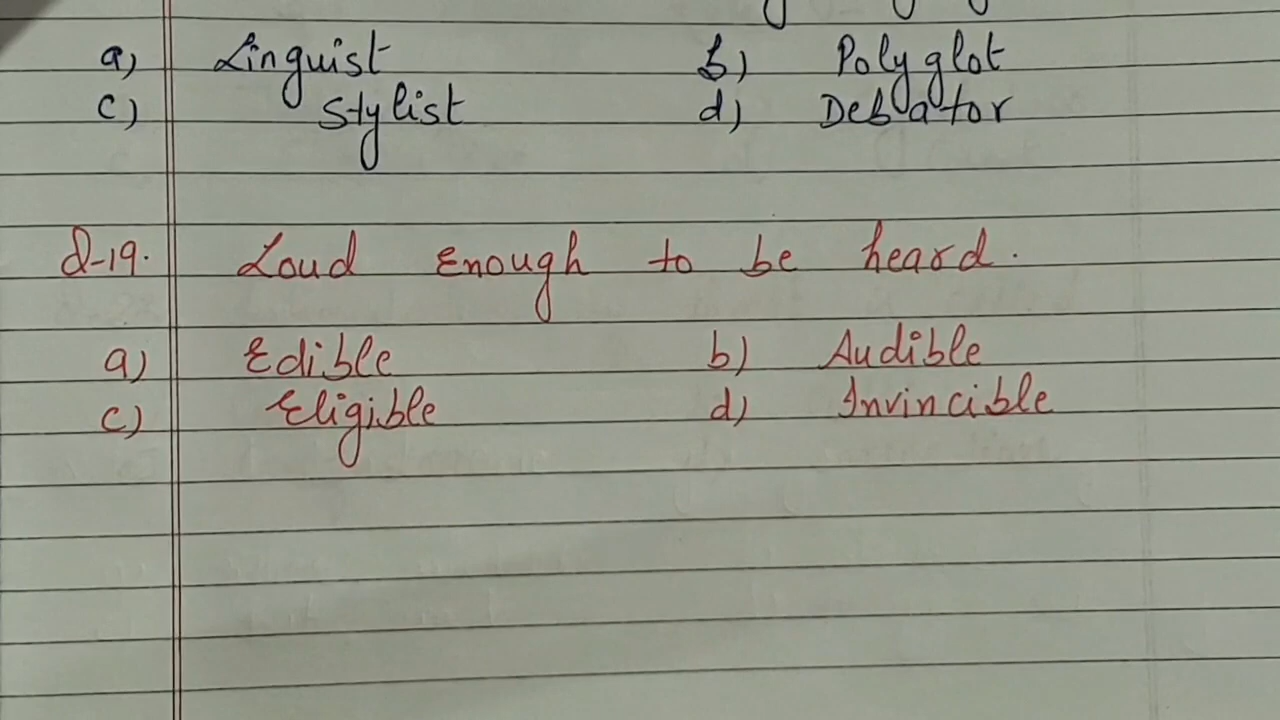 a) Linguist b) Polyglot
c) Stylist d) Debator
Q-19. Loud Enough to be heard.
a) Edible b) Audible
c) Eligible d) Invincible